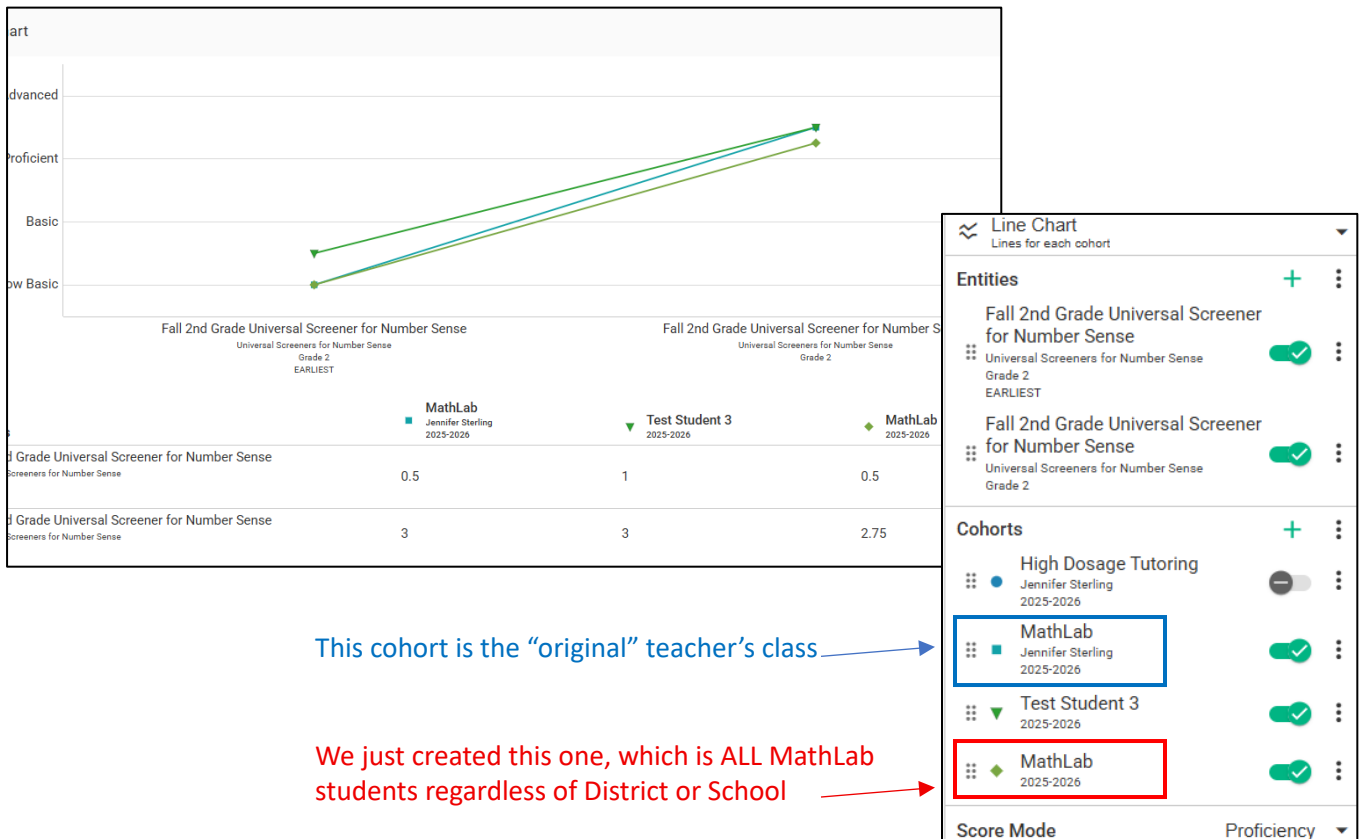 art
dvanced
Proficient
Basic
ow Basic
Fall 2nd Grade Universal Screener for Number Sense
Universal Screeners for Number Sense
Grade 2
EARLIEST
Fall 2nd Grade Universal Screener for Number S
Universal Screeners for Number Sense
Grade 2
s
MathLab
Jennifer Sterling
2025-2026
Test Student 3
2025-2026
MathLab
2025-2026
d Grade Universal Screener for Number Sense
Screeners for Number Sense
0.5
1
0.5
d Grade Universal Screener for Number Sense
Screeners for Number Sense
3
3
2.75
Line Chart
Lines for each cohort
Entities
Fall 2nd Grade Universal Screener
for Number Sense
Universal Screeners for Number Sense
Grade 2
EARLIEST
Fall 2nd Grade Universal Screener
for Number Sense
Universal Screeners for Number Sense
Grade 2
Cohorts
High Dosage Tutoring
Jennifer Sterling
2025-2026
MathLab
Jennifer Sterling
2025-2026
Test Student 3
2025-2026
MathLab
2025-2026
Score Mode Proficiency
This cohort is the “original” teacher’s class
We just created this one, which is ALL MathLab
students regardless of District or School